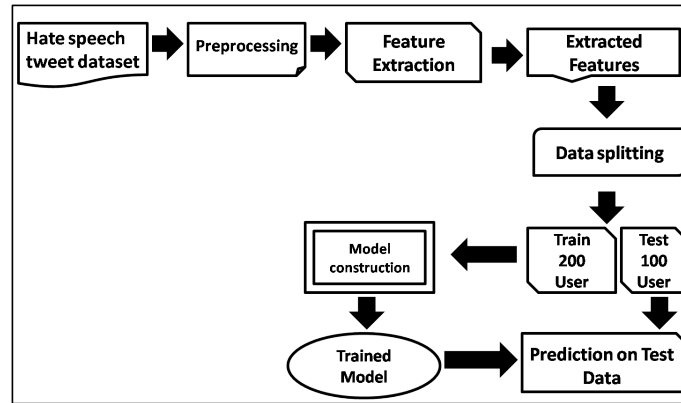 Hate speech
tweet dataset
Preprocessing
Feature
Extraction
Extracted
Features
Data splitting
Train
200
User
Test
100
User
Model
construction
Trained
Model
Prediction on Test
Data